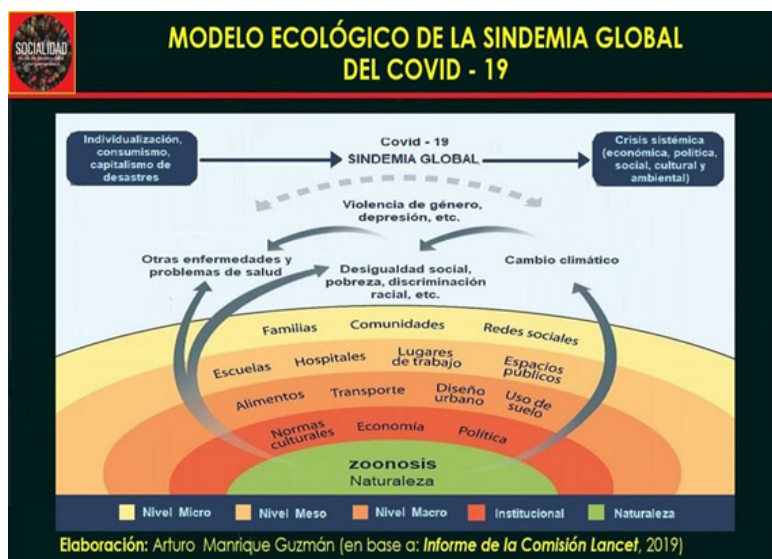 SOCIALIDAD
MODELO ECOLÓGICO DE LA SINDEMIA GLOBAL
DEL COVID - 19
Individualización,
consumismo,
capitalismo de
desastres
Covid - 19
SINDEMIA GLOBAL
Crisis sistémica
(económica, política,
social, cultural y
ambiental)
Violencia de género,
depresión, etc.
Otras enfermedades y
problemas de salud
Desigualdad social,
pobreza, discriminación
racial, etc.
Cambio climático
Familias
Comunidades
Redes sociales
Escuelas
Hospitales
Lugares
de trabajo
Espacios
públicos
Alimentos
Transporte
Diseño
urbano
Uso de
suelo
Normas
culturales
Economía
Política
zoonosis
Naturaleza
Nivel Micro
Nivel Meso
Nivel Macro
Institucional
Naturaleza
Elaboración: Arturo Manrique Guzmán (en base a: Informe de la Comisión Lancet, 2019)